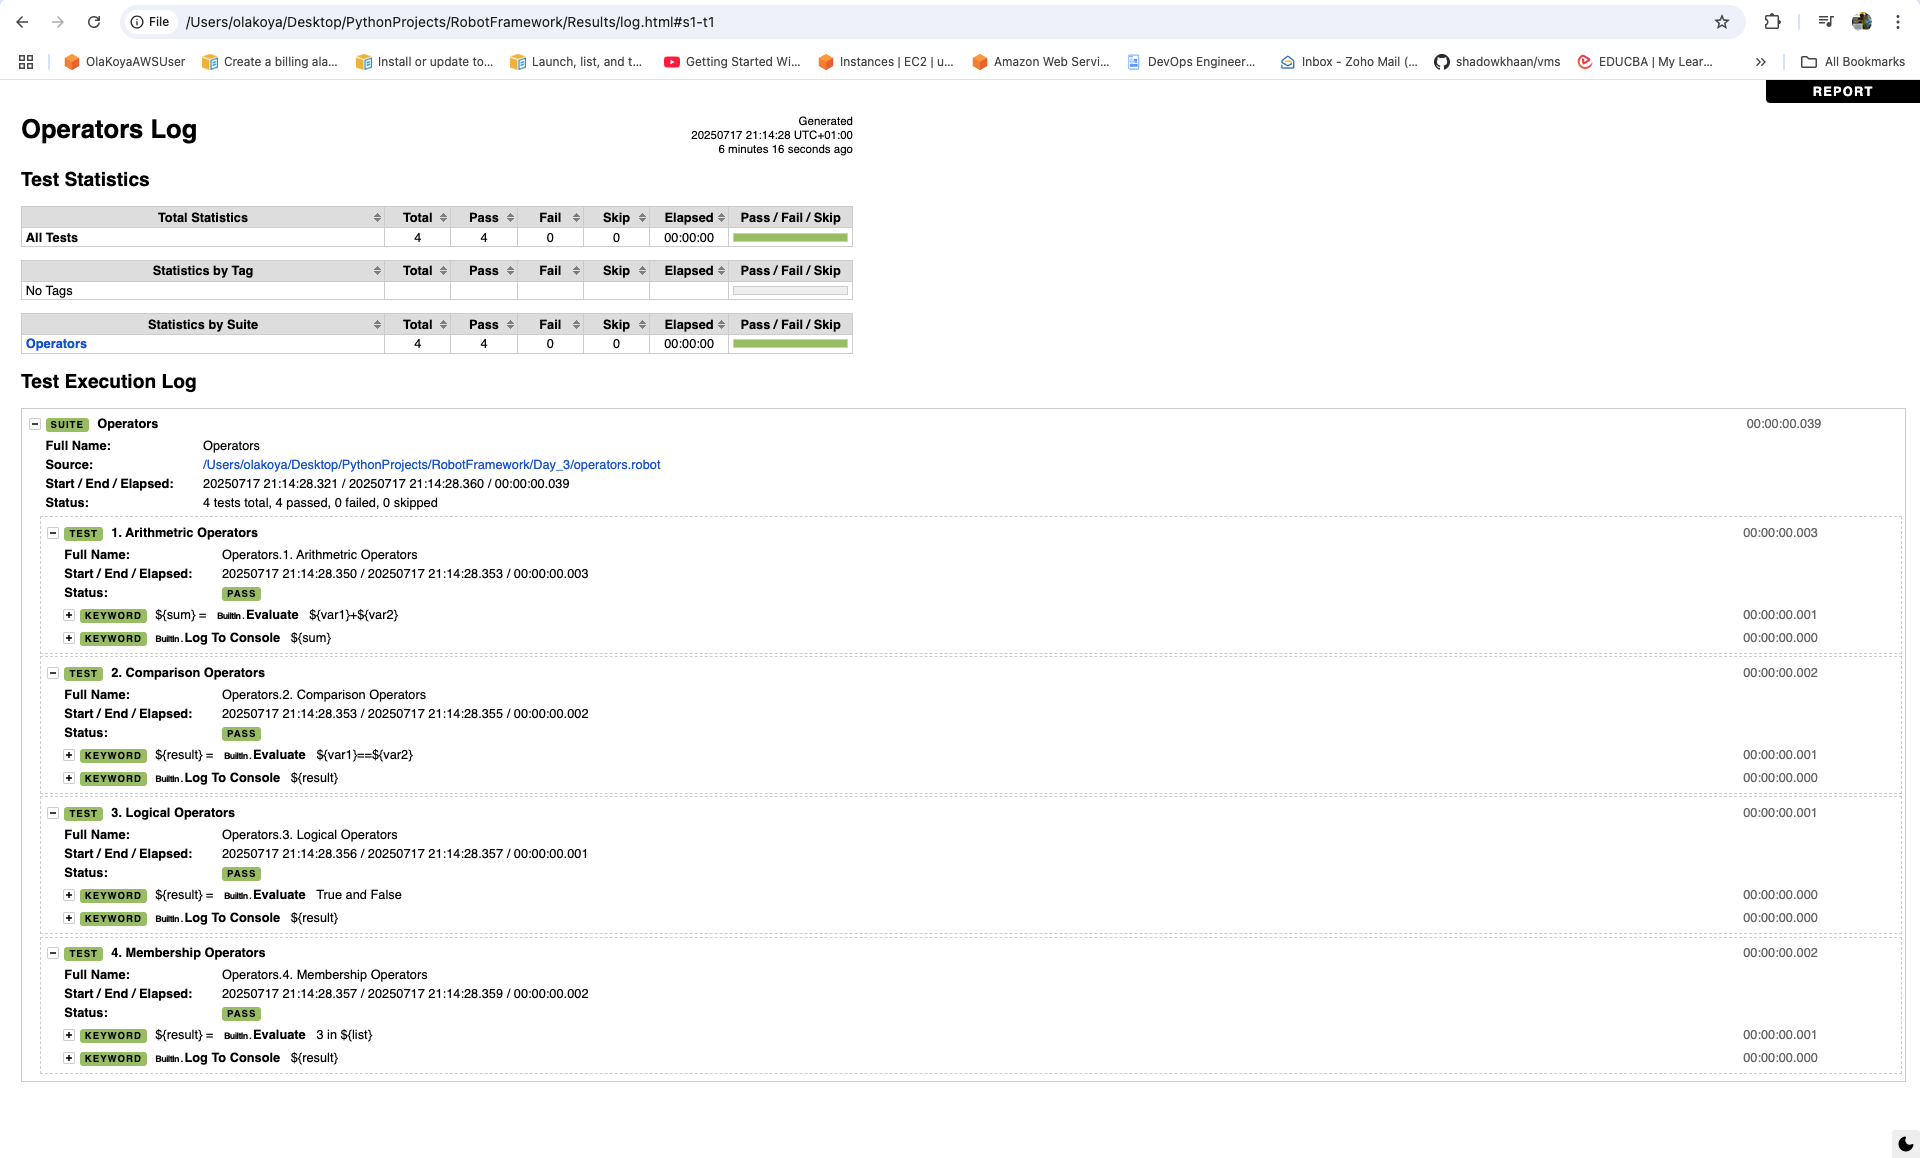 File /Users/olakoya/Desktop/PythonProjects/RobotFramework/Results/log.html#s1-t1
OlaKoyaAWSUser Create a billing ala... Install or update to... Launch, list, and t... Getting Started Wi... Instances | EC2 | u... Amazon Web Servi... DevOps Engineer... Inbox - Zoho Mail (... shadowkhaan/vms EDUCBA | My Lear... » All Bookmarks
REPORT
Operators Log
Generated
20250717 21:14:28 UTC+01:00
6 minutes 16 seconds ago
Test Statistics
Total Statistics Total Pass Fail Skip Elapsed Pass / Fail / Skip
All Tests 4 4 0 0 00:00:00
Statistics by Tag Total Pass Fail Skip Elapsed Pass / Fail / Skip
No Tags
Statistics by Suite Total Pass Fail Skip Elapsed Pass / Fail / Skip
Operators 4 4 0 0 00:00:00
Test Execution Log
SUITE Operators 00:00:00.039
Full Name: Operators
Source: /Users/olakoya/Desktop/PythonProjects/RobotFramework/Day_3/operators.robot
Start / End / Elapsed: 20250717 21:14:28.321 / 20250717 21:14:28.360 / 00:00:00.039
Status: 4 tests total, 4 passed, 0 failed, 0 skipped
TEST 1. Arithmetric Operators 00:00:00.003
Full Name: Operators.1. Arithmetric Operators
Start / End / Elapsed: 20250717 21:14:28.350 / 20250717 21:14:28.353 / 00:00:00.003
Status: PASS
KEYWORD ${sum} = BuiltIn.Evaluate ${var1}+${var2} 00:00:00.001
KEYWORD BuiltIn.Log To Console ${sum} 00:00:00.000
TEST 2. Comparison Operators 00:00:00.002
Full Name: Operators.2. Comparison Operators
Start / End / Elapsed: 20250717 21:14:28.353 / 20250717 21:14:28.355 / 00:00:00.002
Status: PASS
KEYWORD ${result} = BuiltIn.Evaluate ${var1}==${var2} 00:00:00.001
KEYWORD BuiltIn.Log To Console ${result} 00:00:00.000
TEST 3. Logical Operators 00:00:00.001
Full Name: Operators.3. Logical Operators
Start / End / Elapsed: 20250717 21:14:28.356 / 20250717 21:14:28.357 / 00:00:00.001
Status: PASS
KEYWORD ${result} = BuiltIn.Evaluate True and False 00:00:00.000
KEYWORD BuiltIn.Log To Console ${result} 00:00:00.000
TEST 4. Membership Operators 00:00:00.002
Full Name: Operators.4. Membership Operators
Start / End / Elapsed: 20250717 21:14:28.357 / 20250717 21:14:28.359 / 00:00:00.002
Status: PASS
KEYWORD ${result} = BuiltIn.Evaluate 3 in ${list} 00:00:00.001
KEYWORD BuiltIn.Log To Console ${result} 00:00:00.000